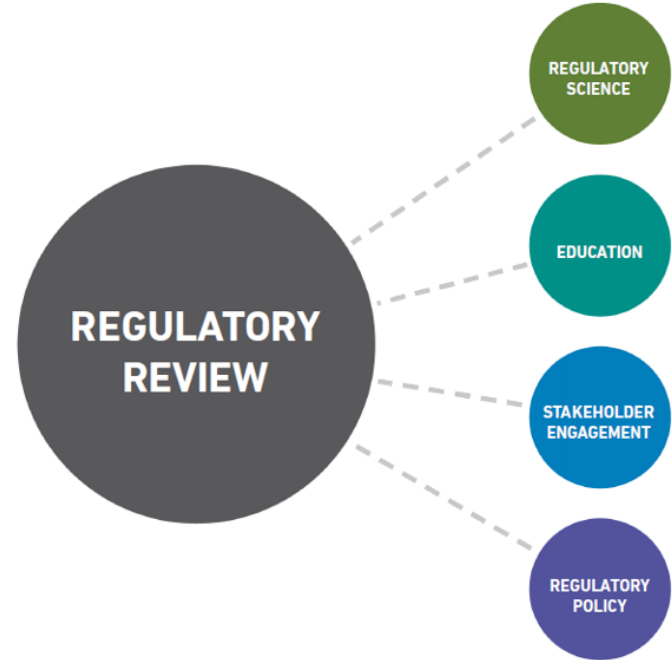 REGULATORY
SCIENCE
EDUCATION
REGULATORY
REVIEW
STAKEHOLDER
ENGAGEMENT
REGULATORY
POLICY